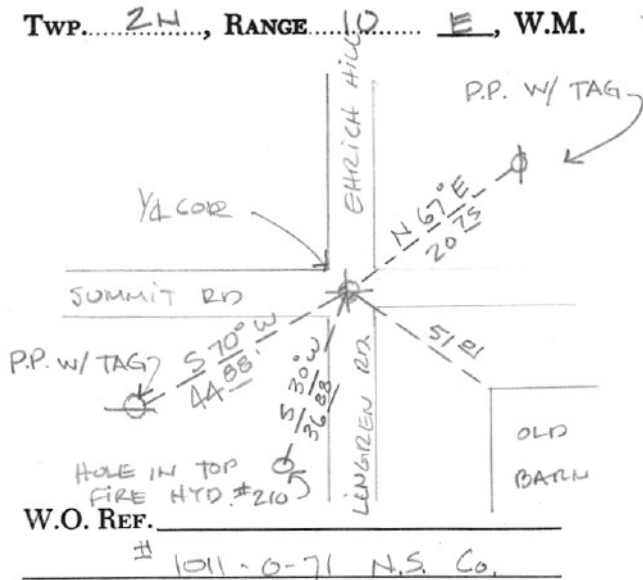 TWP. 2N, RANGE 10 E, W.M.
EHRICH HILL
P.P. W/ TAG
1/4 COR
N 67° E
20 75
SUMMIT RD
S 70° W
44 88'
P.P. W/ TAG
S 30° W
36 88
LINGREN RD.
51 21
OLD
BARN
HOLE IN TOP
FIRE HYD. #210
W.O. REF.
# 1011-0-71 N.S. Co.